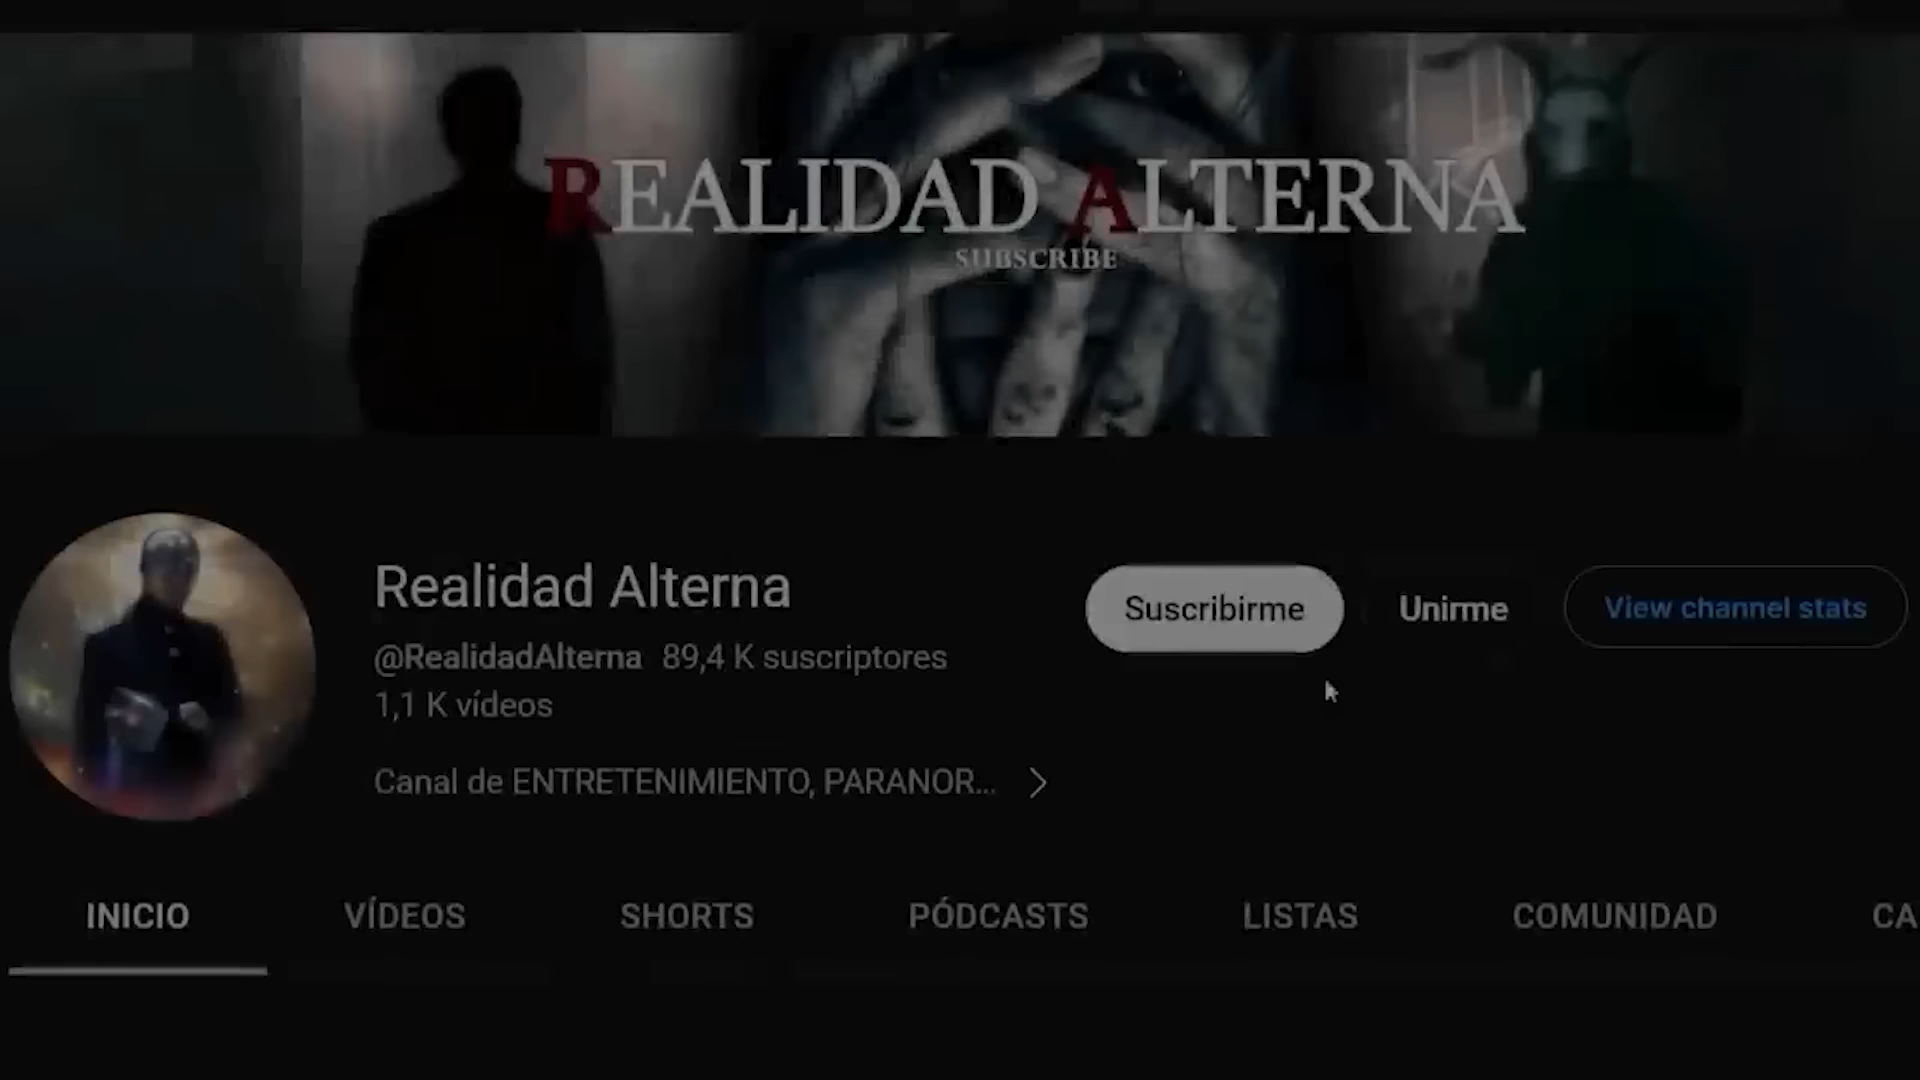 REALIDAD ALTERNA
SUBSCRIBE
Realidad Alterna
Suscribirme
Unirme
View channel stats
@RealidadAlterna 89,4 K suscriptores
1,1 K vídeos
Canal de ENTRETENIMIENTO, PARANOR...
INICIO
VÍDEOS
SHORTS
PÓDCASTS
LISTAS
COMUNIDAD
CA